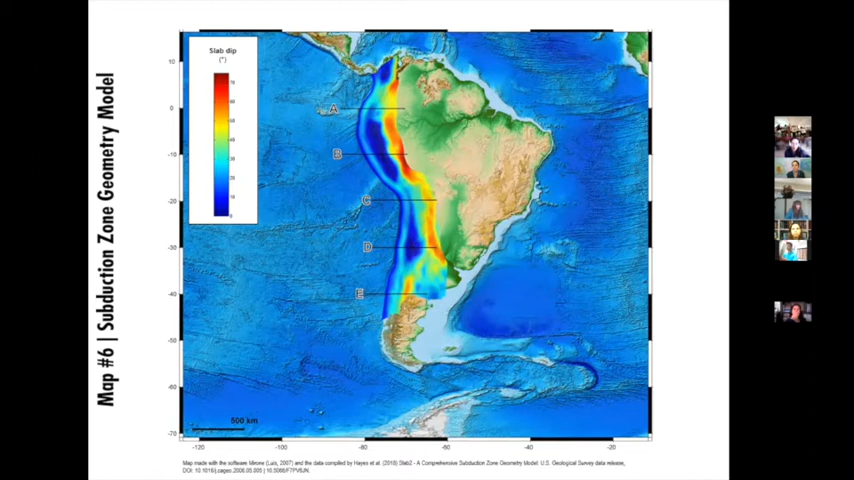 Map #6 | Subduction Zone Geometry Model
Slab dip
(°)
70
60
50
40
30
20
10
0
10
0
-10
-20
-30
-40
-50
-60
-70
A
B
C
D
E
500 km
-120
-100
-80
-60
-40
-20
Map made with the software Mirone (Luis, 2007) and the data compiled by Hayes et al. (2018) Slab2 - A Comprehensive Subduction Zone Geometry Model: U.S. Geological Survey data release,